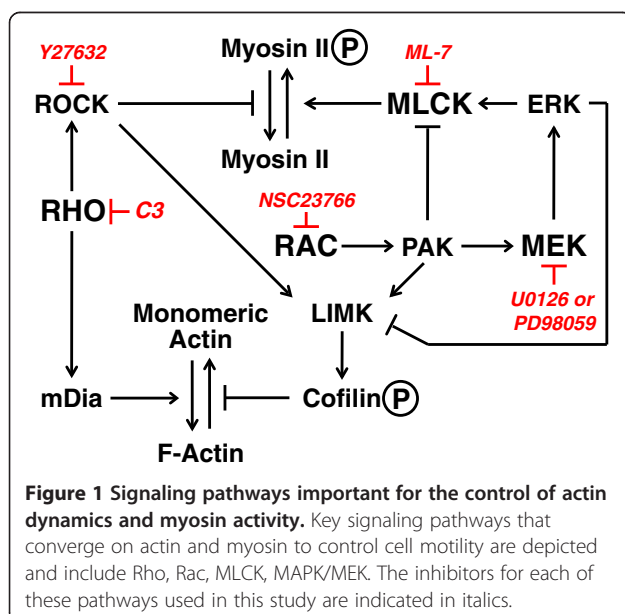 Y27632
Myosin II P
ML-7
ROCK
MLCK
ERK
Myosin II
NSC23766
RHO
C3
RAC
PAK
MEK
U0126 or
PD98059
Monomeric
Actin
LIMK
mDia
Cofilin P
F-Actin
Figure 1 Signaling pathways important for the control of actin
dynamics and myosin activity. Key signaling pathways that
converge on actin and myosin to control cell motility are depicted
and include Rho, Rac, MLCK, MAPK/MEK. The inhibitors for each of
these pathways used in this study are indicated in italics.